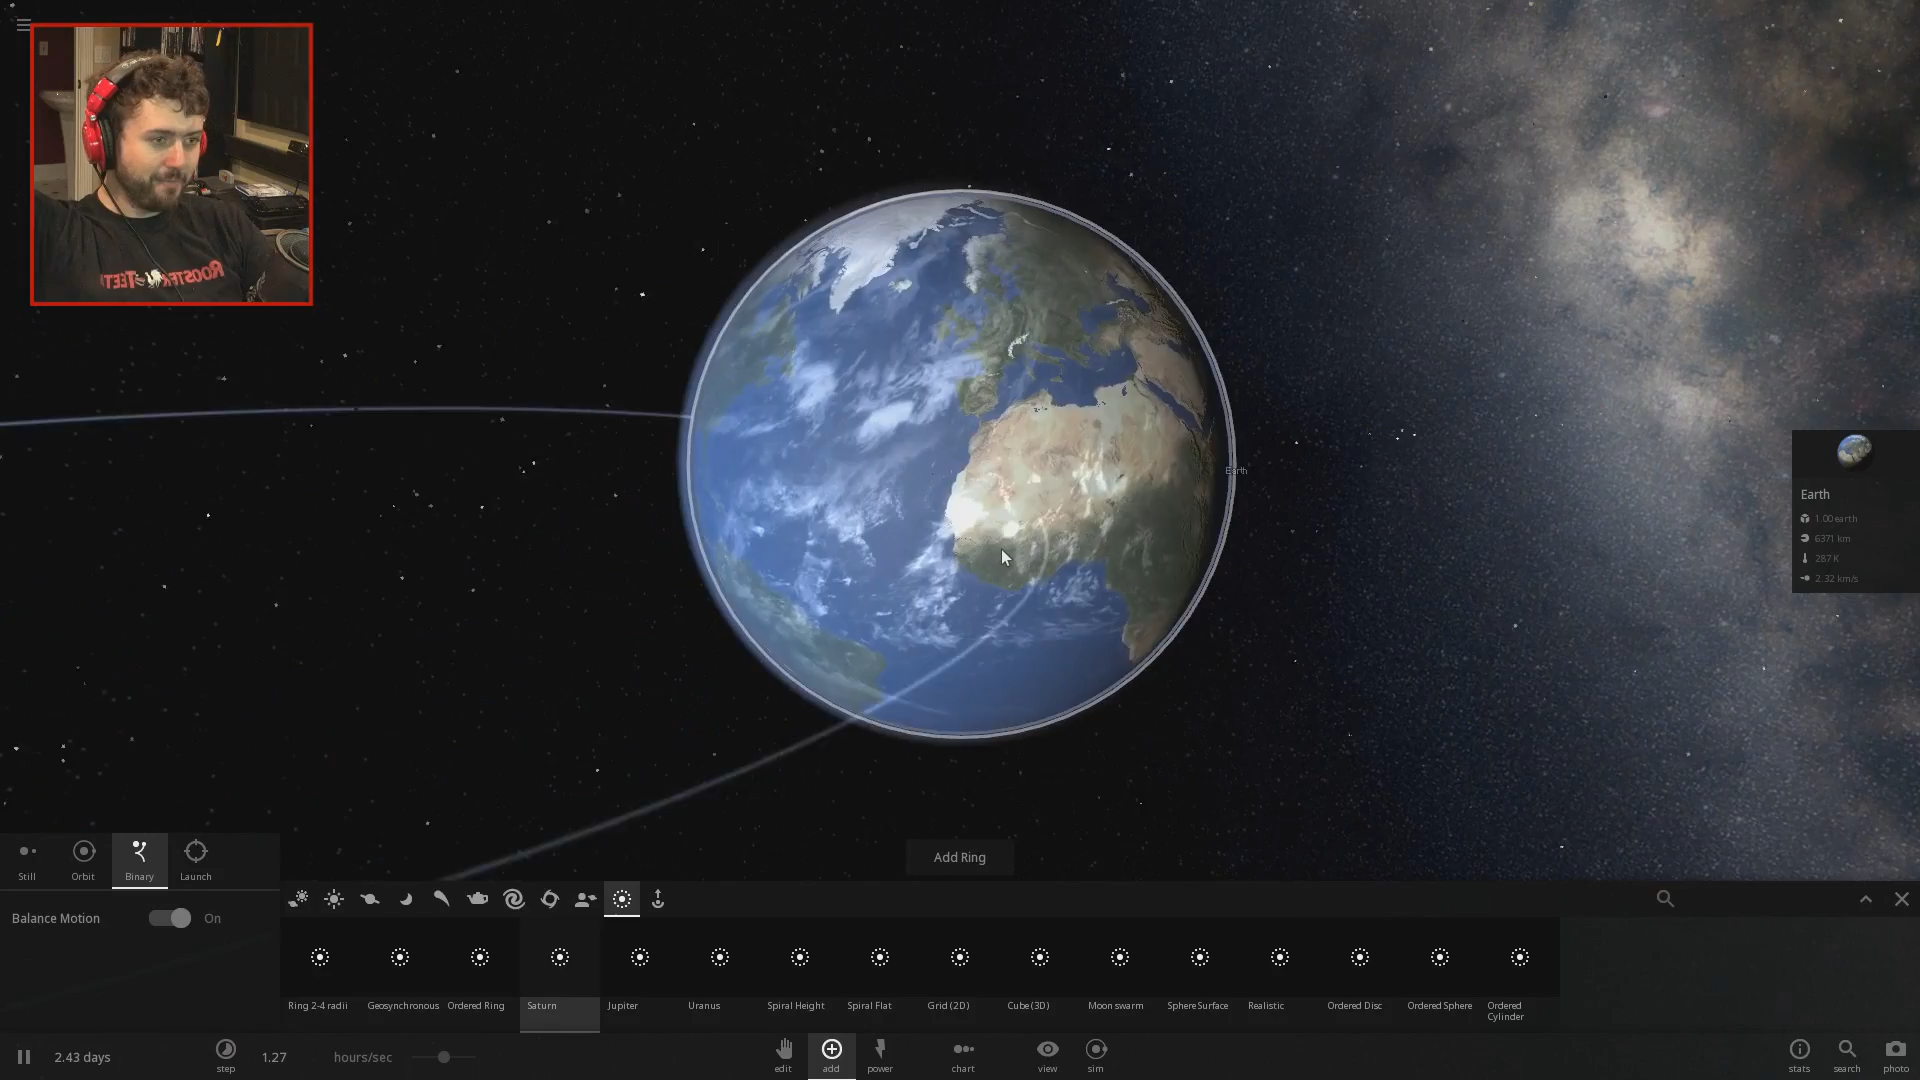 ROOSTER TEETH
Earth
Earth
1.00 earth
6371 km
287 K
2.32 km/s
Add Ring
Still
Orbit
Binary
Launch
Balance Motion
On
Ring 2-4 radii
Geosynchronous
Ordered Ring
Saturn
Jupiter
Uranus
Spiral Height
Spiral Flat
Grid (2D)
Cube (3D)
Moon swarm
Sphere Surface
Realistic
Ordered Disc
Ordered Sphere
Ordered
Cylinder
2.43 days
step
1.27
hours/sec
edit
add
power
chart
view
sim
stats
search
photo